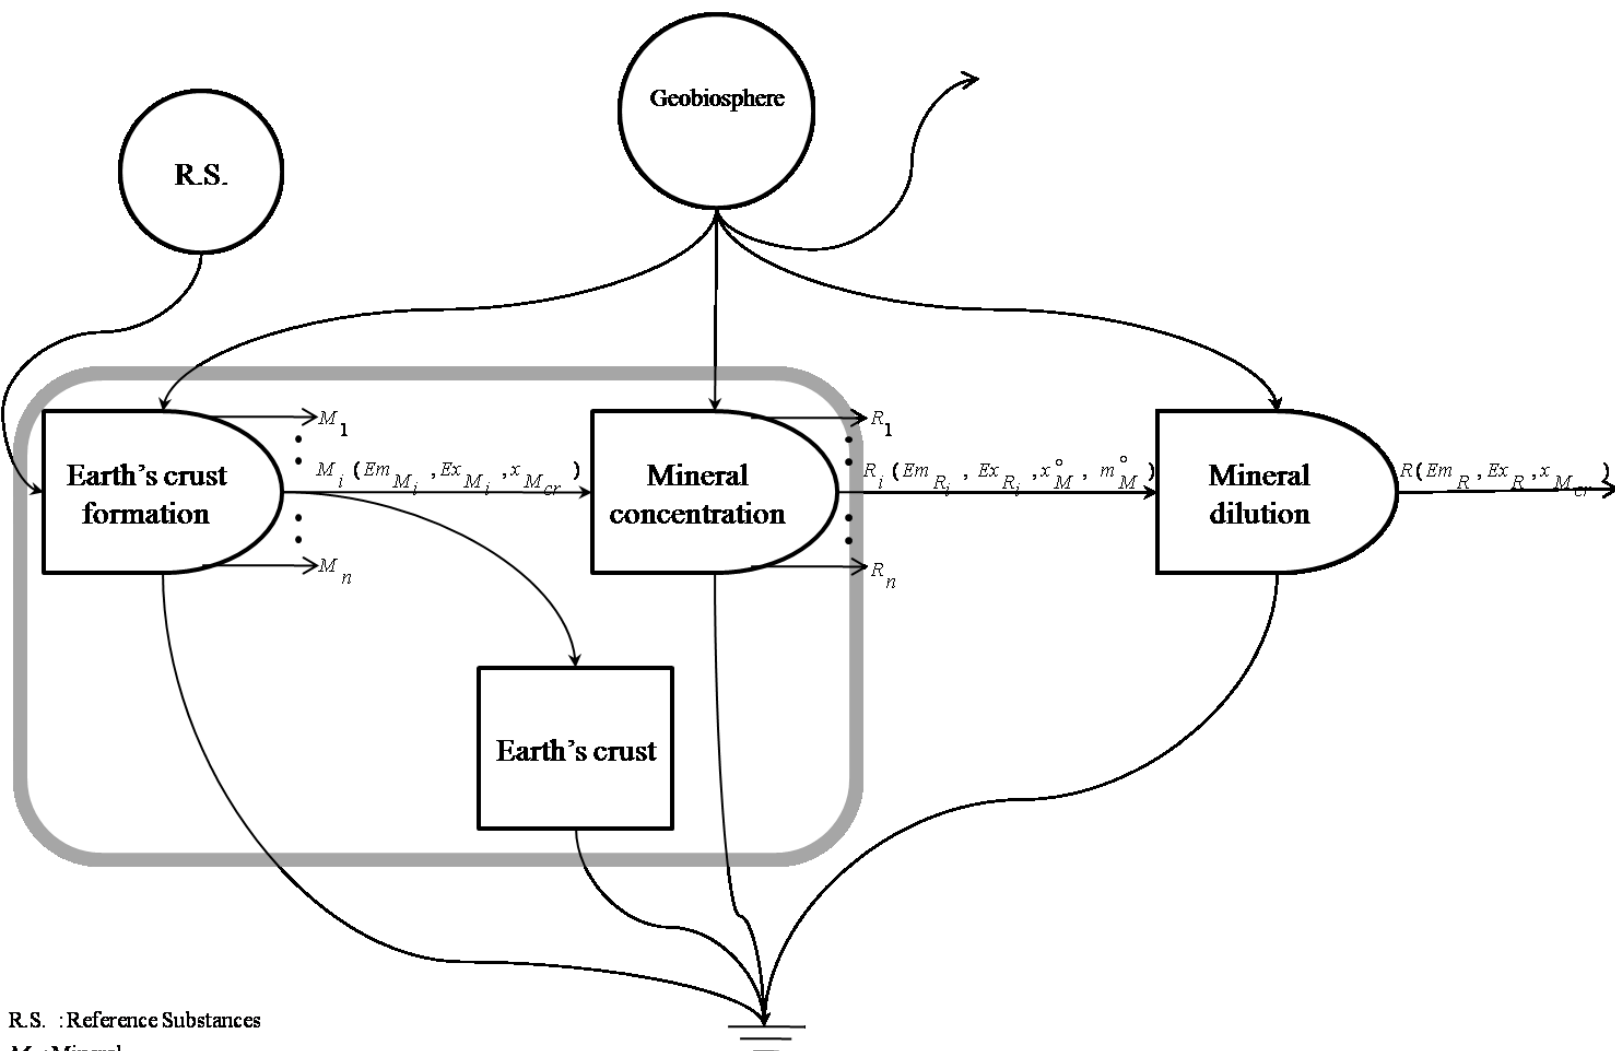 Geobiosphere
R.S.
M1
R1
Earth's crust
formation
Mi (EmMi ,ExMi ,xMcr )
Mineral
concentration
Ri (EmRi , ExRi ,x°M , m°M )
Mineral
dilution
R(EmR ,ExR ,xMcr )
Mn
Rn
Earth's crust
R.S. :Reference Substances
M :Mineral